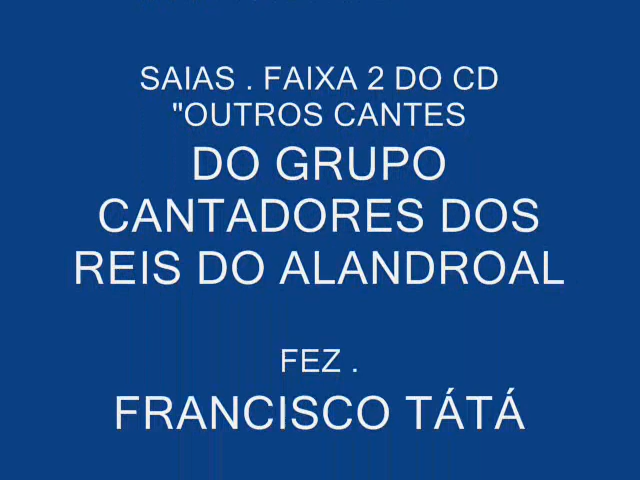 SAIAS . FAIXA 2 DO CD
"OUTROS CANTES
DO GRUPO
CANTADORES DOS
REIS DO ALANDROAL
FEZ .
FRANCISCO TÁTÁ